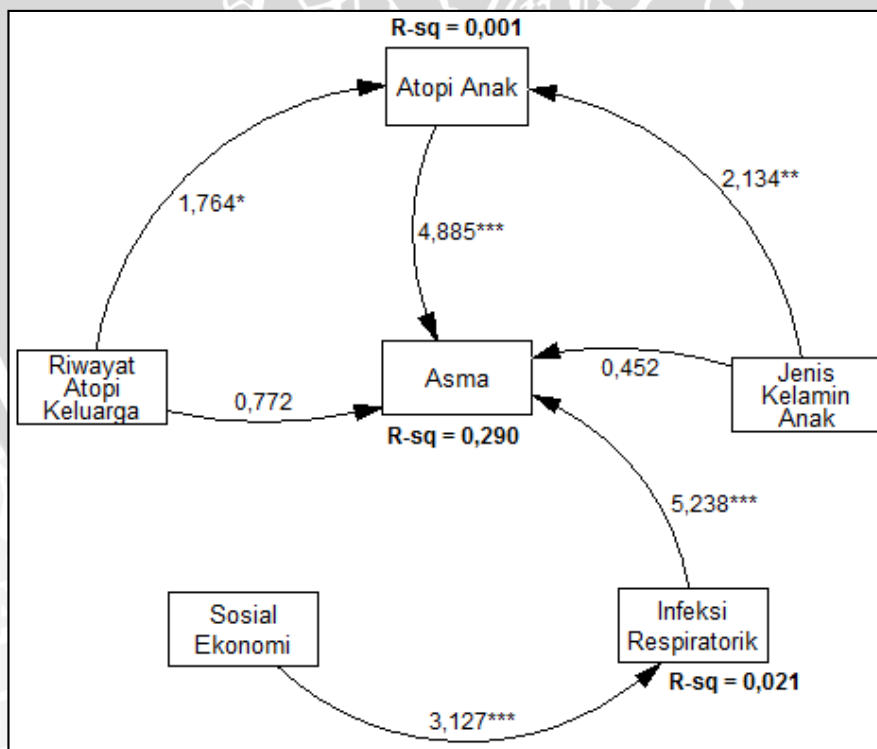 R-sq = 0,001
Atopi Anak
1,764*
2,134**
4,885***
Riwayat
Atopi
Keluarga
0,772
Asma
R-sq = 0,290
0,452
Jenis
Kelamin
Anak
5,238***
Sosial
Ekonomi
Infeksi
Respiratorik
R-sq = 0,021
3,127***